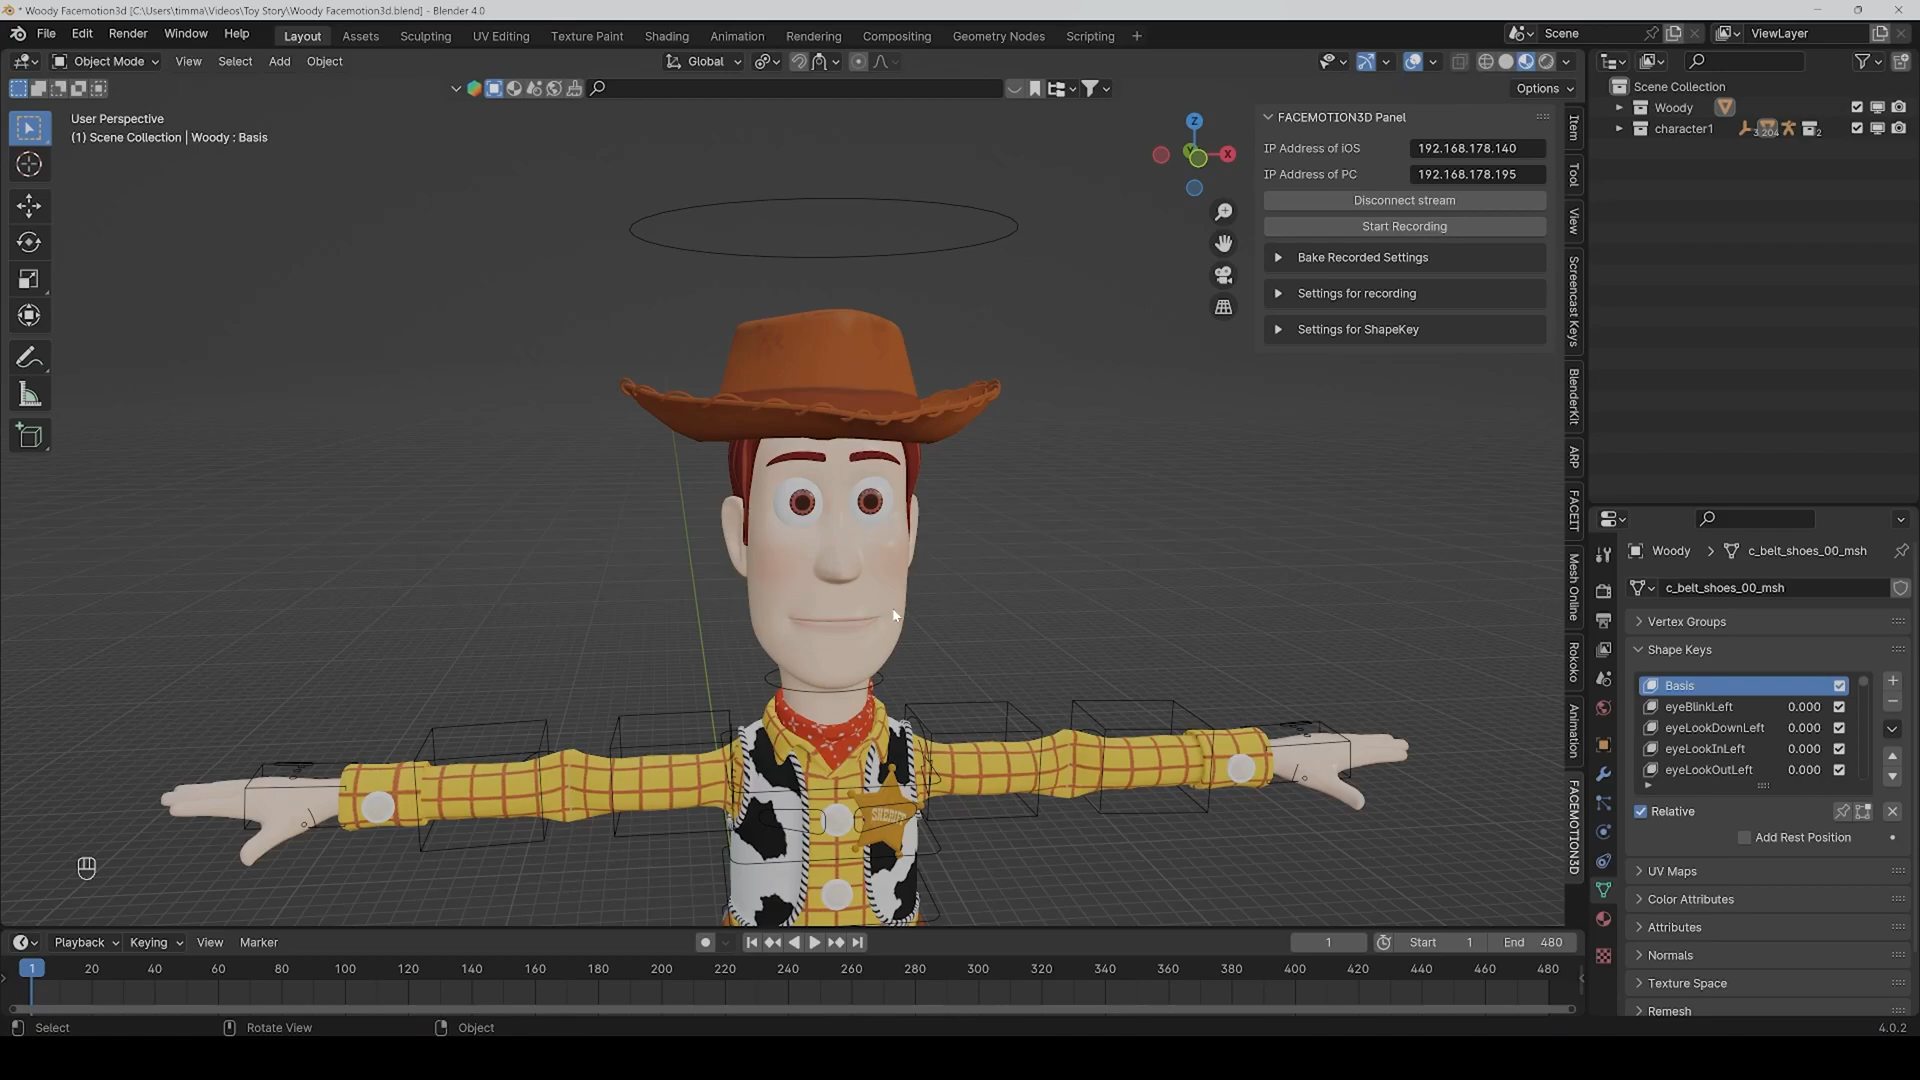 * Woody Facemotion3d [C:\Users\timma\Videos\Toy Story\Woody Facemotion3d.blend] - Blender 4.0
File Edit Render Window Help Layout Assets Sculpting UV Editing Texture Paint Shading Animation Rendering Compositing Geometry Nodes Scripting + Scene ViewLayer
Object Mode View Select Add Object Global
Options
User Perspective
(1) Scene Collection | Woody : Basis
Z
Y
X
FACEMOTION3D Panel
IP Address of iOS 192.168.178.140
IP Address of PC 192.168.178.195
Disconnect stream
Start Recording
Bake Recorded Settings
Settings for recording
Settings for ShapeKey
Item
Tool
View
Screencast Keys
BlenderKit
ARP
FACEIT
Mesh Online
Rokoko
Animation
FACEMOTION3D
SHERIFF
Scene Collection
Woody
character1 3 204 2
Woody > c_belt_shoes_00_msh
c_belt_shoes_00_msh
Vertex Groups
Shape Keys
Basis
eyeBlinkLeft 0.000
eyeLookDownLeft 0.000
eyeLookInLeft 0.000
eyeLookOutLeft 0.000
Relative
Add Rest Position
UV Maps
Color Attributes
Attributes
Normals
Texture Space
Remesh
Playback Keying View Marker 1 Start 1 End 480
1 20 40 60 80 100 120 140 160 180 200 220 240 260 280 300 320 340 360 380 400 420 440 460 480
Select Rotate View Object 4.0.2